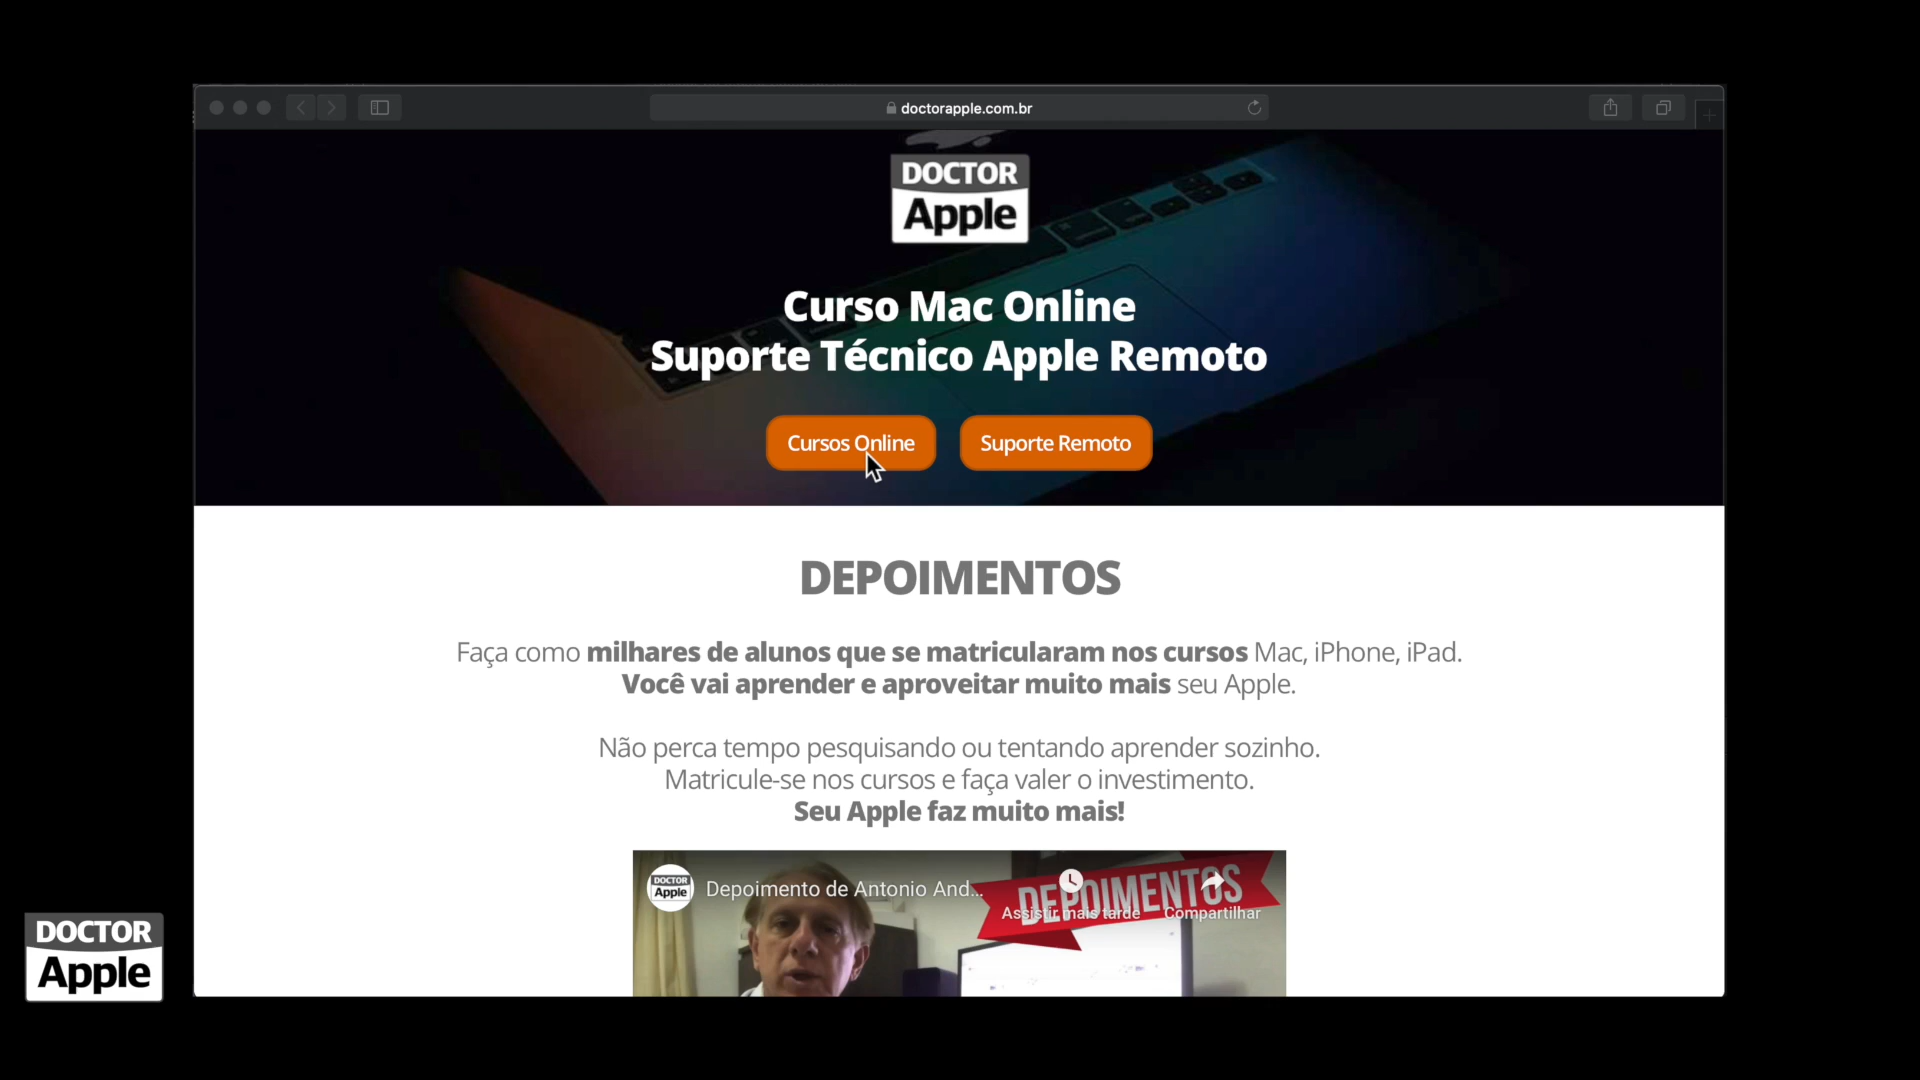 doctorapple.com.br
DOCTOR
Apple
Curso Mac Online
Suporte Técnico Apple Remoto
Cursos Online
Suporte Remoto
DEPOIMENTOS
Faça como milhares de alunos que se matricularam nos cursos Mac, iPhone, iPad.
Você vai aprender e aproveitar muito mais seu Apple.
Não perca tempo pesquisando ou tentando aprender sozinho.
Matricule-se nos cursos e faça valer o investimento.
Seu Apple faz muito mais!
DOCTOR
Apple
Depoimento de Antonio And...
DEPOIMENTOS
Assistir mais tarde
Compartilhar
DOCTOR
Apple